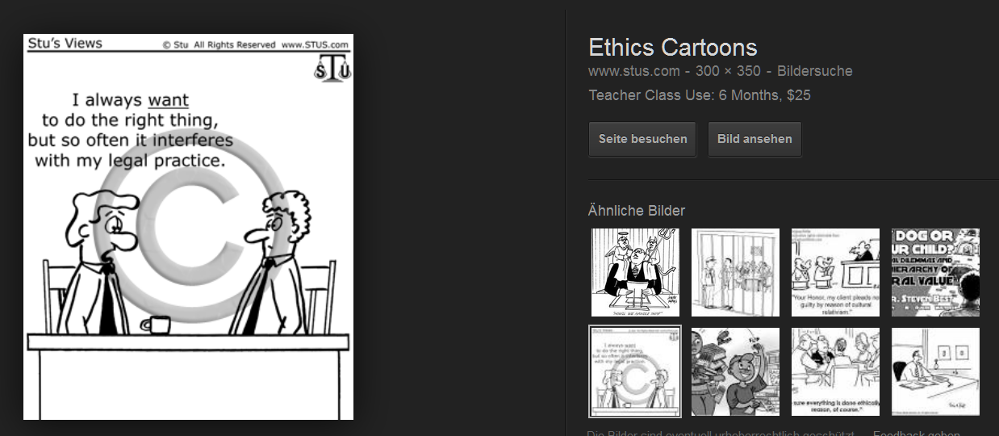 Stu's Views
© Stu All Rights Reserved www.STUS.com
STU
I always want
to do the right thing,
but so often it interferes
with my legal practice.
C
Ethics Cartoons
www.stus.com - 300 × 350 - Bildersuche
Teacher Class Use: 6 Months, $25
Seite besuchen
Bild ansehen
Ähnliche Bilder
DOG OR
UR CHILD?
AL DILEMMAS AND
HIERARCHY OF
RAL VALUE
R. STEVEN BEST
"Your Honor, my client pleads no
guilty by reason of cultural
relativism."
Stu's Views
I always want
to do the right thing,
but so often it interferes
with my legal practice.
sure everything is done ethically
reason, of course."
Die Bilder sind eventuell urheberrechtlich geschützt.
Feedback geben